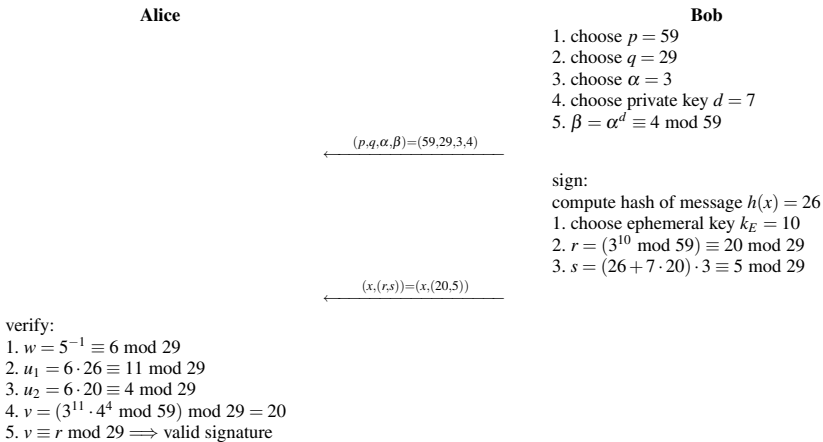 Alice
Bob
1. choose p = 59
2. choose q = 29
3. choose α = 3
4. choose private key d = 7
5. β = α^d ≡ 4 mod 59
(p,q,α,β)=(59,29,3,4)
sign:
compute hash of message h(x) = 26
1. choose ephemeral key k_E = 10
2. r = (3^10 mod 59) ≡ 20 mod 29
3. s = (26 + 7 · 20) · 3 ≡ 5 mod 29
(x,(r,s))=(x,(20,5))
verify:
1. w = 5^−1 ≡ 6 mod 29
2. u_1 = 6 · 26 ≡ 11 mod 29
3. u_2 = 6 · 20 ≡ 4 mod 29
4. v = (3^11 · 4^4 mod 59) mod 29 = 20
5. v ≡ r mod 29 ⟹ valid signature